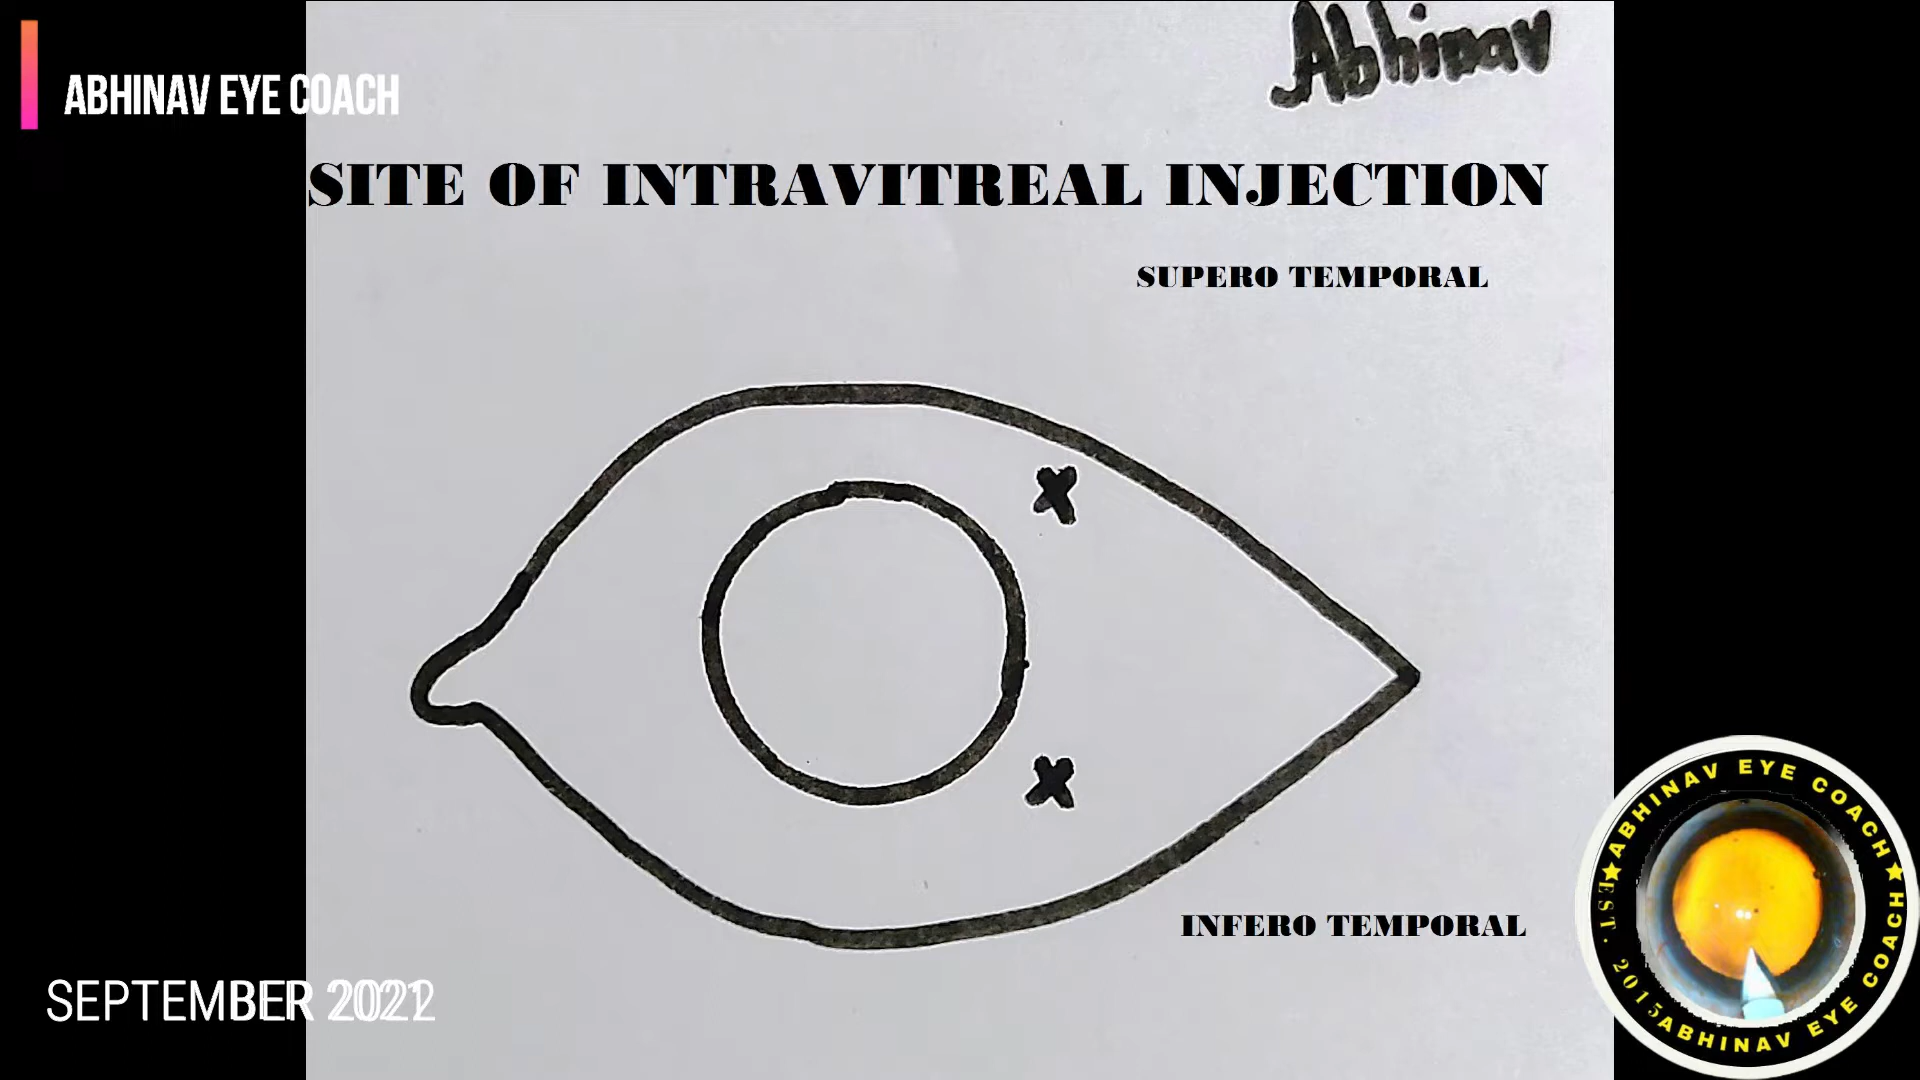 Abhinav
ABHINAV EYE COACH
SITE OF INTRAVITREAL INJECTION
SUPERO TEMPORAL
X
X
INFERO TEMPORAL
SEPTEMBER
★ABHINAV EYE COACH★
EST. 2015
ABHINAV EYE COACH